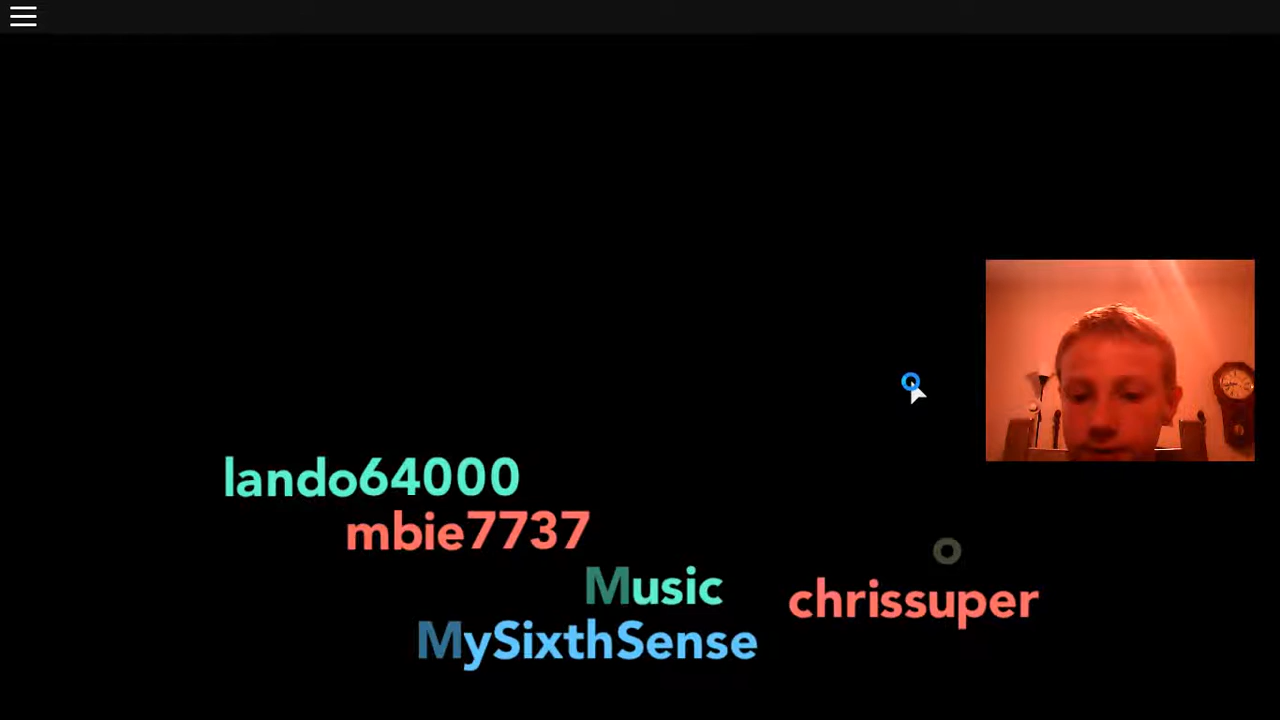 lando64000
mbie7737
Music
chrissuper
MySixthSense